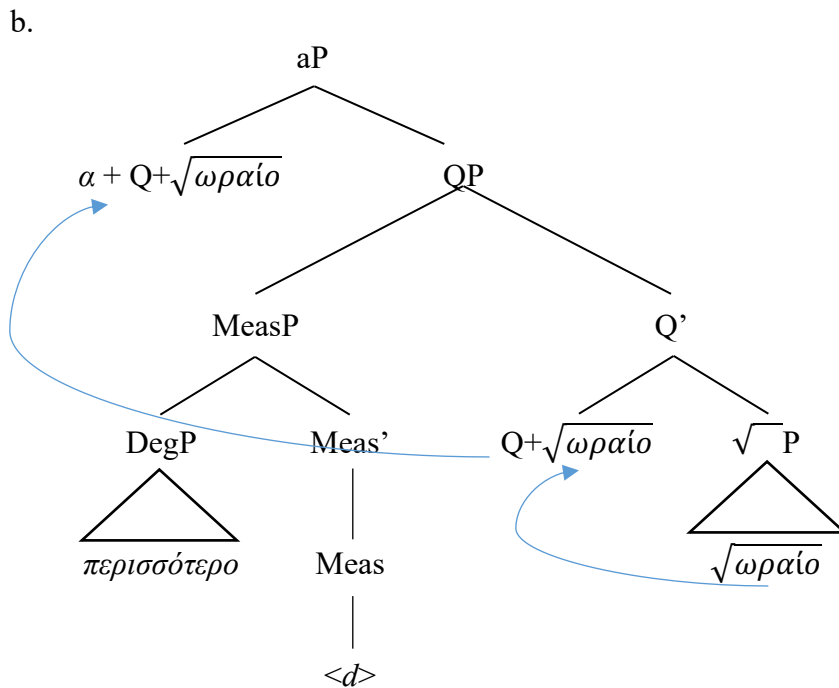 b.
aP
α + Q+√ωραίο
QP
MeasP
Q’
DegP
Meas’
Q+√ωραίο
√ P
περισσότερο
Meas
√ωραίο
<d>